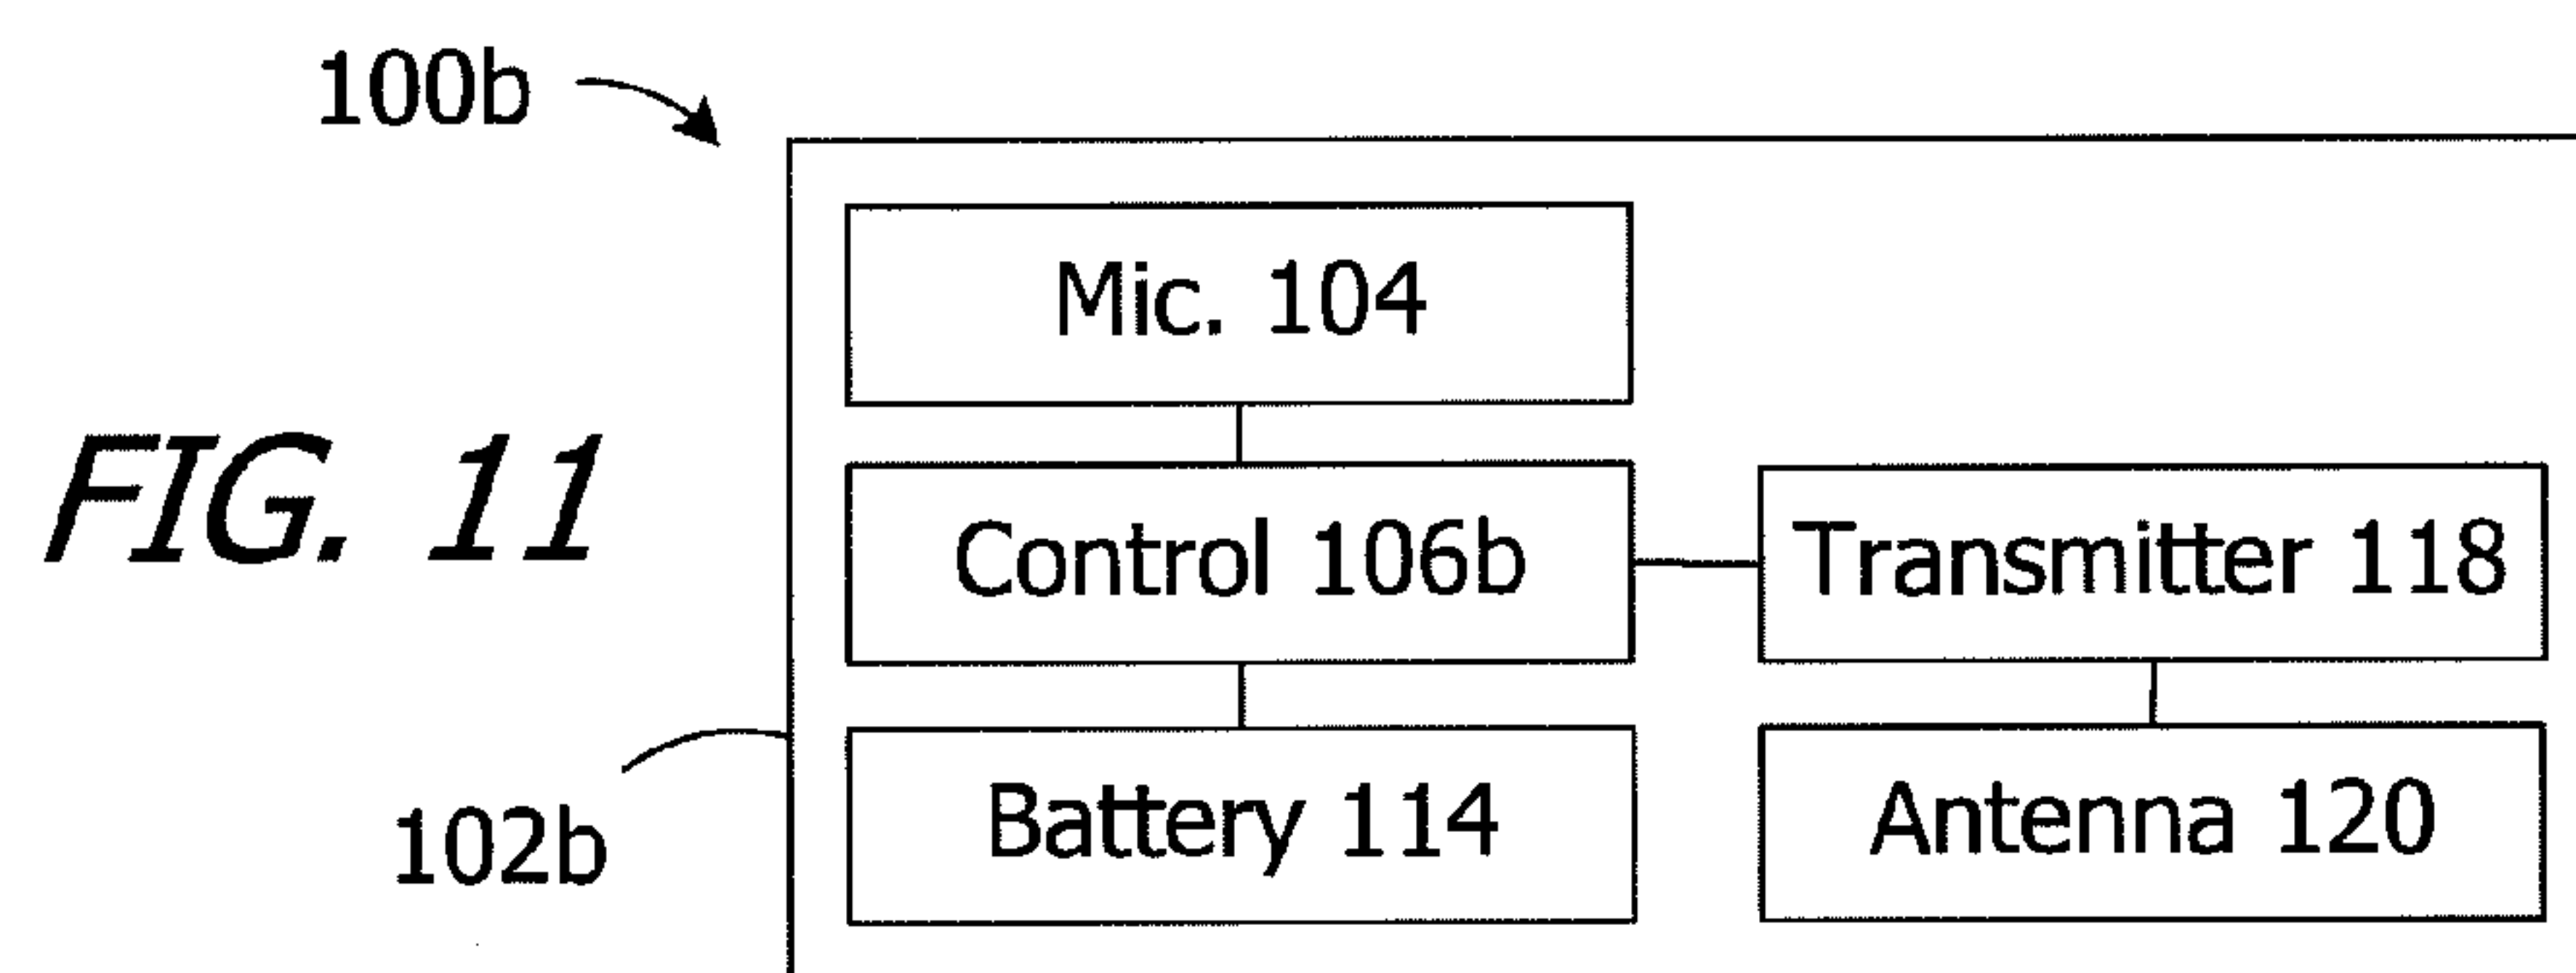 100b
Mic. 104
FIG. 11
Control 106b
Transmitter 118
102b
Battery 114
Antenna 120